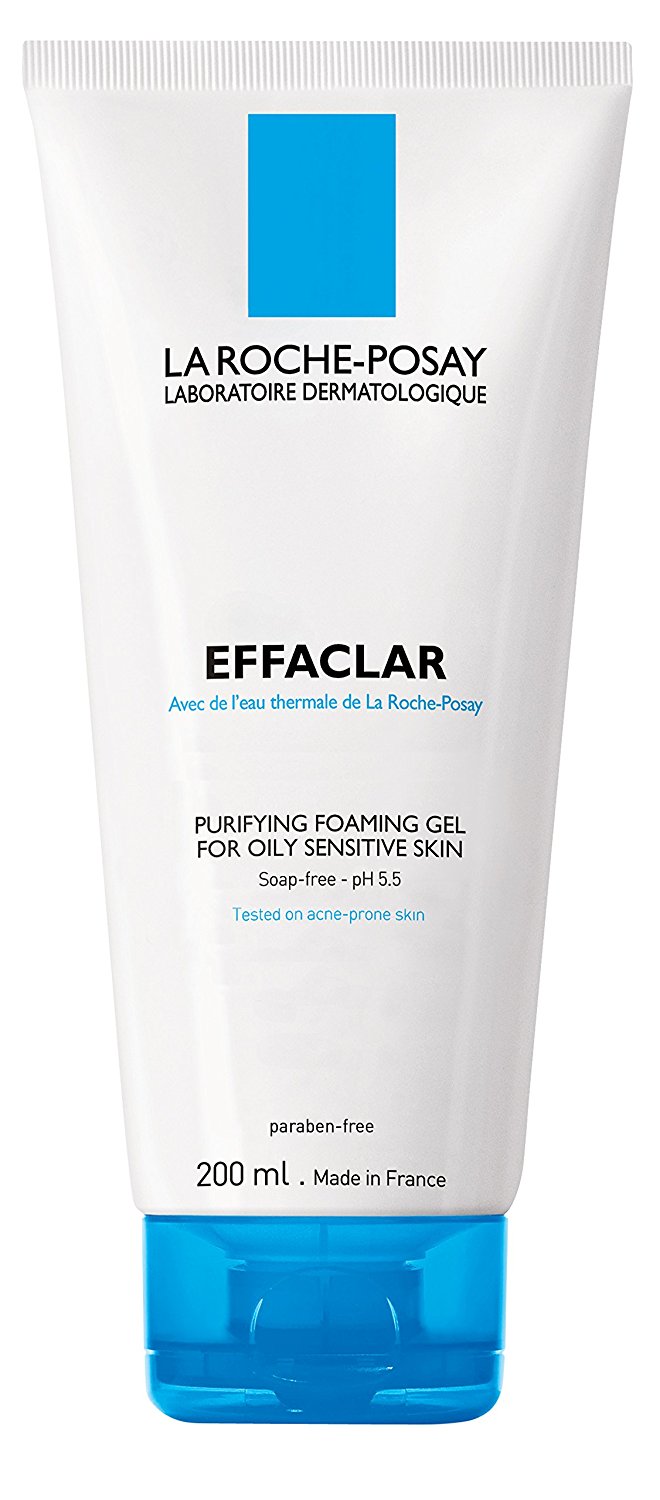 LA ROCHE-POSAY
LABORATOIRE DERMATOLOGIQUE
EFFACLAR
Avec de l'eau thermale de La Roche-Posay
PURIFYING FOAMING GEL
FOR OILY SENSITIVE SKIN
Soap-free - pH 5.5
Tested on acne-prone skin
paraben-free
200 ml . Made in France